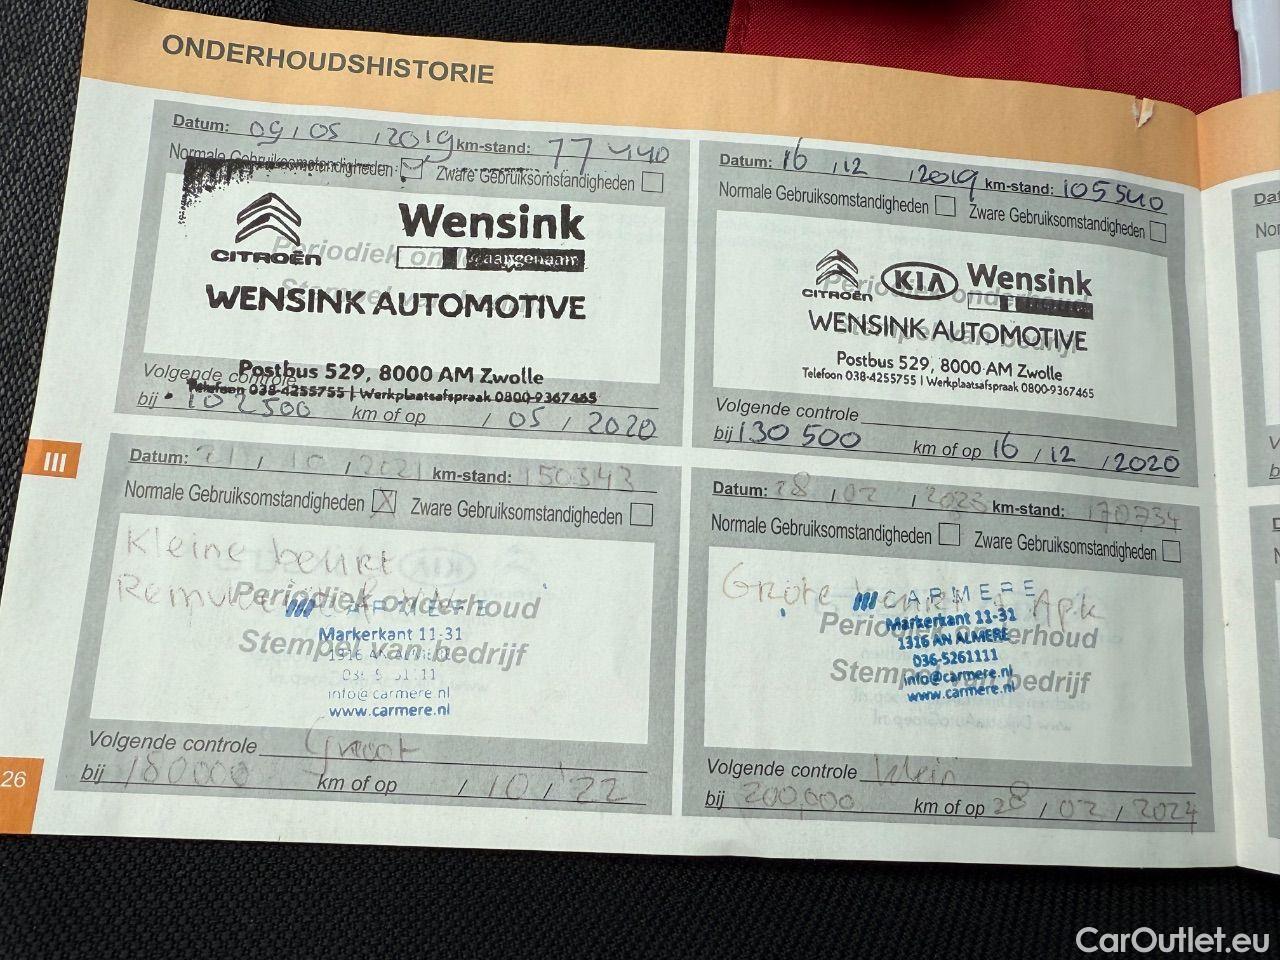 ONDERHOUDSHISTORIE
Datum: 09 / 05 / 2019 km-stand: 77 440
Normale Gebruiksomstandigheden Zware Gebruiksomstandigheden
CITROËN
Wensink
aangenaam
WENSINK AUTOMOTIVE
Postbus 529, 8000 AM Zwolle
Telefoon 038-4255755 | Werkplaatsafspraak 0800-9367465
Volgende controle
bij 102500 km of op / 05 / 2020
Datum: 16 / 12 / 2019 km-stand: 105540
Normale Gebruiksomstandigheden Zware Gebruiksomstandigheden
CITROËN KIA Wensink
WENSINK AUTOMOTIVE
Postbus 529, 8000 AM Zwolle
Telefoon 038-4255755 | Werkplaatsafspraak 0800-9367465
Volgende controle
bij 130 500 km of op 16 / 12 / 2020
III
Datum: 21 / 10 / 2021 km-stand: 150343
Normale Gebruiksomstandigheden X Zware Gebruiksomstandigheden
Kleine beurt
Periodiek onderhoud
Markerkant 11-31
Stempel van bedrijf
1316 AN ALMERE
info@carmere.nl
www.carmere.nl
Volgende controle Groot
bij 180000 km of op / 10 / 22
Datum: 28 / 02 / 2023 km-stand: 170734
Normale Gebruiksomstandigheden Zware Gebruiksomstandigheden
Grote Apk
CARMERE
Markerkant 11-31
Periodiek onderhoud
1316 AN ALMERE
036-5261111
Stempel van bedrijf
info@carmere.nl
www.carmere.nl
Volgende controle klein
bij 200.000 km of op 28 / 02 / 2024
26
CarOutlet.eu